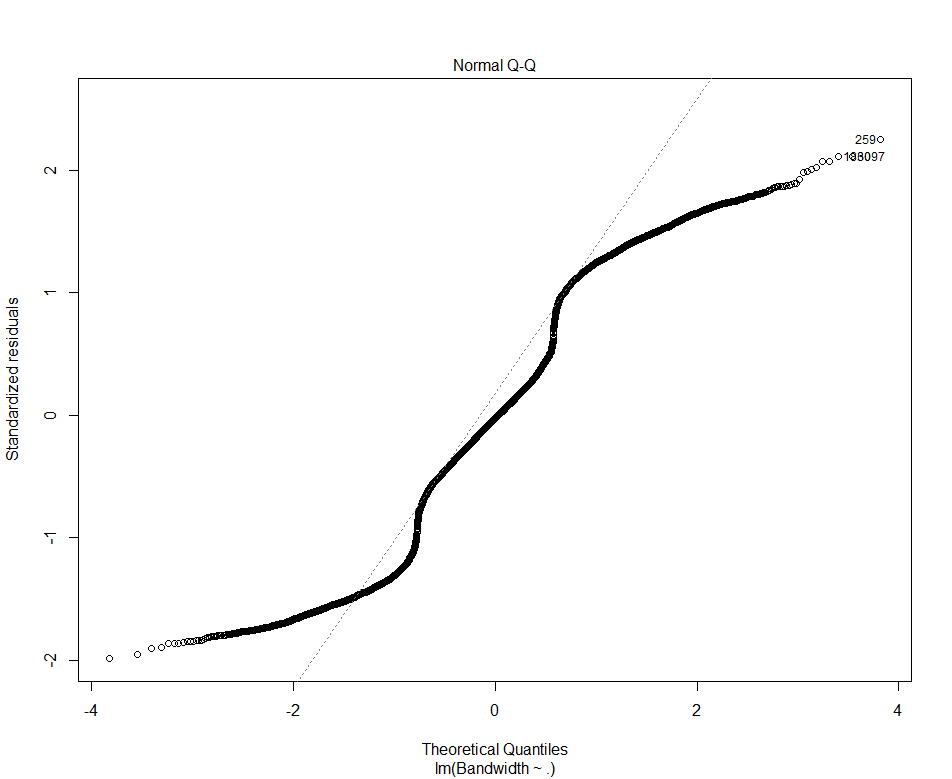 Normal Q-Q
259
2
1
0
-1
-2
Standardized residuals
-4
-2
0
2
4
Theoretical Quantiles
lm(Bandwidth ~ .)